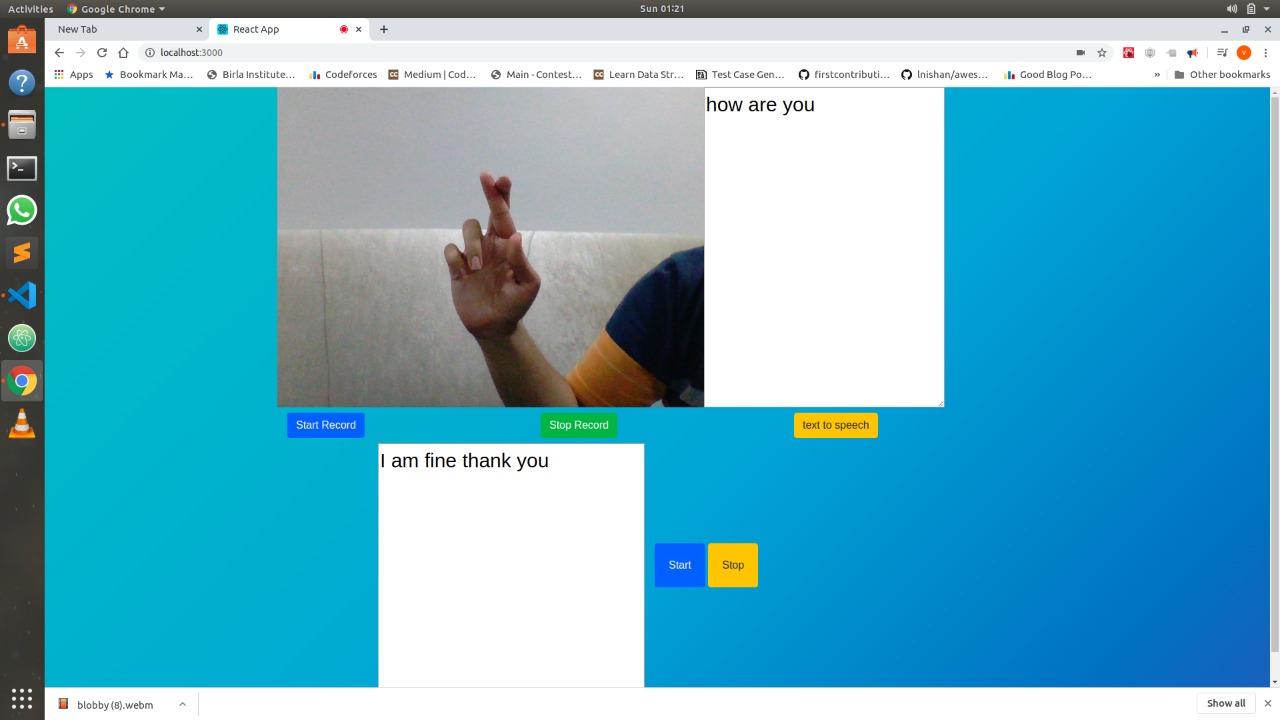 Activities
Google Chrome
Sun 01:21
New Tab
React App
localhost:3000
Apps
Bookmark Ma...
Birla Institute...
Codeforces
Medium | Cod...
Main - Contest...
Learn Data Str...
Test Case Gen...
firstcontributi...
lnishan/awes...
Good Blog Po...
»
Other bookmarks
how are you
Start Record
Stop Record
text to speech
I am fine thank you
Start
Stop
blobby (8).webm
Show all